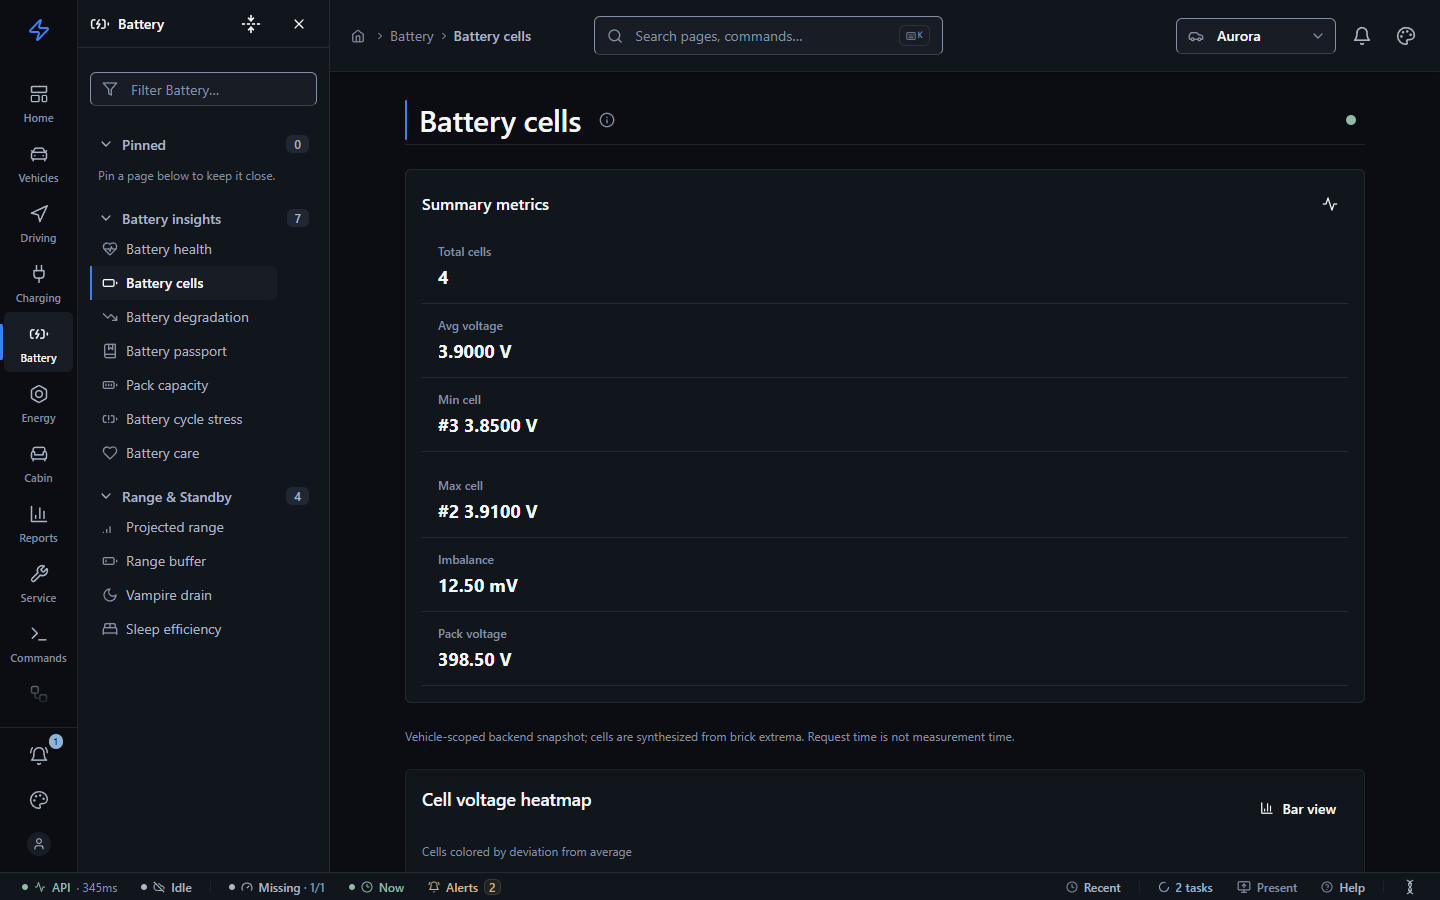 Home
Vehicles
Driving
Charging
Battery
Energy
Cabin
Reports
Service
Commands
1
Battery
Filter Battery...
Pinned 0
Pin a page below to keep it close.
Battery insights 7
Battery health
Battery cells
Battery degradation
Battery passport
Pack capacity
Battery cycle stress
Battery care
Range & Standby 4
Projected range
Range buffer
Vampire drain
Sleep efficiency
Battery > Battery cells
Search pages, commands... K
Aurora
Battery cells
Summary metrics
Total cells
4
Avg voltage
3.9000 V
Min cell
#3 3.8500 V
Max cell
#2 3.9100 V
Imbalance
12.50 mV
Pack voltage
398.50 V
Vehicle-scoped backend snapshot; cells are synthesized from brick extrema. Request time is not measurement time.
Cell voltage heatmap
Bar view
Cells colored by deviation from average
API · 345ms Idle Missing · 1/1 Now Alerts 2 Recent 2 tasks Present Help